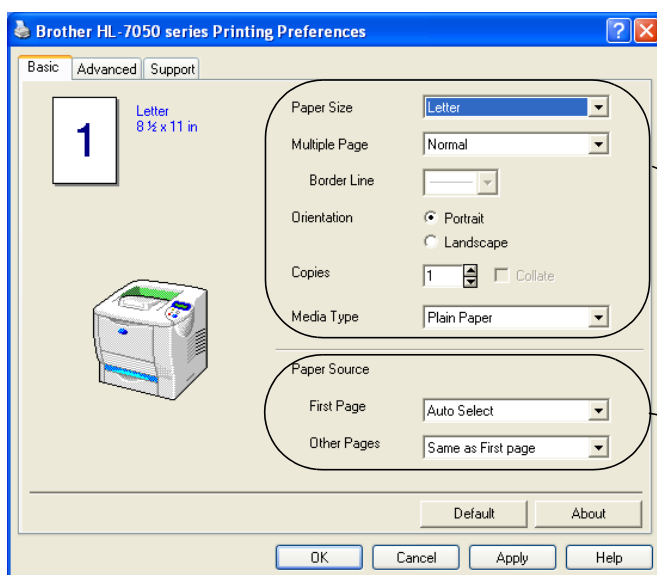 Brother HL-7050 series Printing Preferences
Basic Advanced Support
1
Letter
8 ½ x 11 in
Paper Size Letter
Multiple Page Normal
Border Line
Orientation Portrait
Landscape
Copies 1 Collate
Media Type Plain Paper
Paper Source
First Page Auto Select
Other Pages Same as First page
Default About
OK Cancel Apply Help